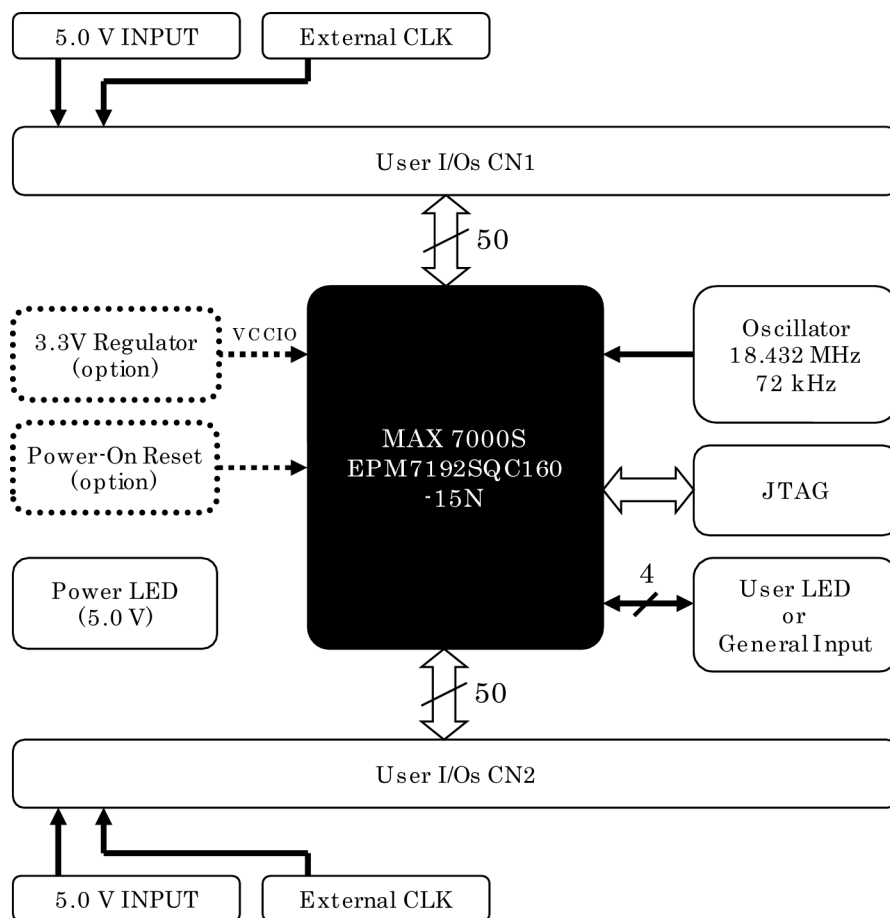 5.0 V INPUT
External CLK
User I/Os CN1
50
3.3V Regulator
(option)
VCCIO
Oscillator
18.432 MHz
72 kHz
MAX 7000S
EPM7192SQC160
-15N
Power-On Reset
(option)
JTAG
Power LED
(5.0 V)
4
User LED
or
General Input
50
User I/Os CN2
5.0 V INPUT
External CLK